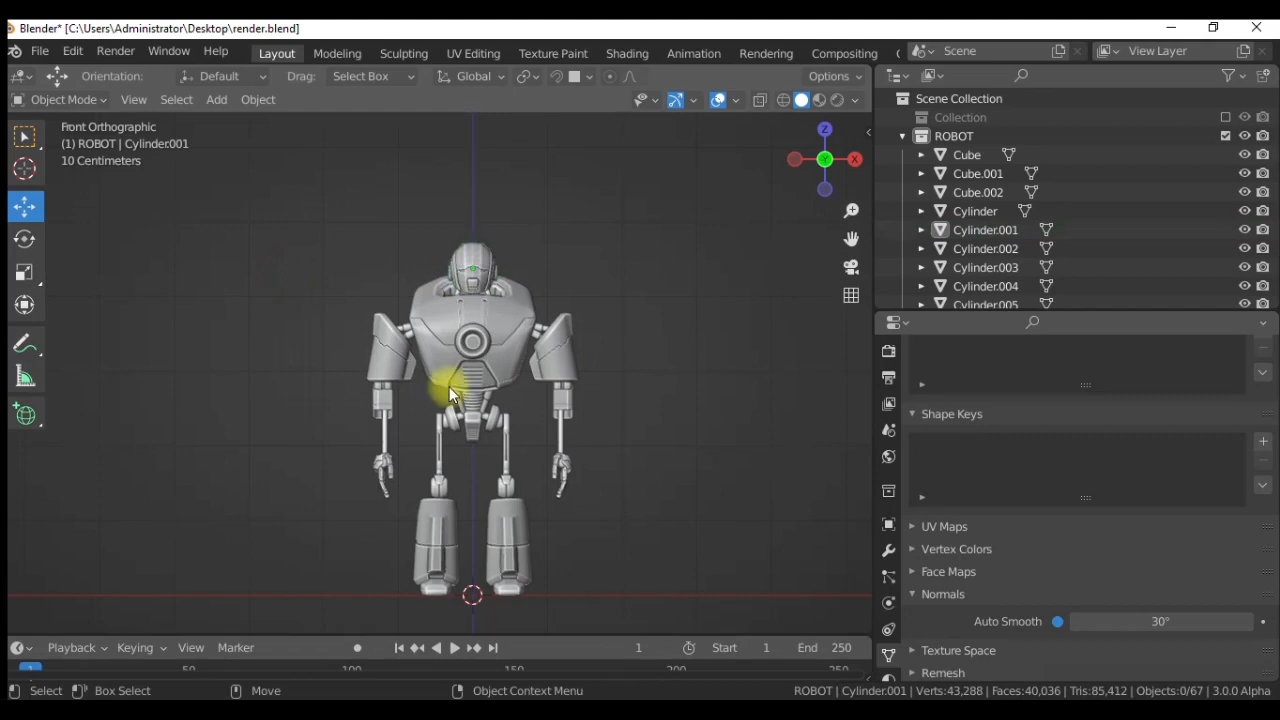 Blender* [C:\Users\Administrator\Desktop\render.blend]
File Edit Render Window Help Layout Modeling Sculpting UV Editing Texture Paint Shading Animation Rendering Compositing Scene View Layer
Orientation: Default Drag: Select Box Global Options
Object Mode View Select Add Object
Front Orthographic
(1) ROBOT | Cylinder.001
10 Centimeters
Z
X
-Y
Scene Collection
Collection
ROBOT
Cube
Cube.001
Cube.002
Cylinder
Cylinder.001
Cylinder.002
Cylinder.003
Cylinder.004
Cylinder.005
Shape Keys
UV Maps
Vertex Colors
Face Maps
Normals
Auto Smooth 30°
Texture Space
Remesh
Playback Keying View Marker 1 Start 1 End 250
1 50 100 150 200 250
Select Box Select Move Object Context Menu ROBOT | Cylinder.001 | Verts:43,288 | Faces:40,036 | Tris:85,412 | Objects:0/67 | 3.0.0 Alpha